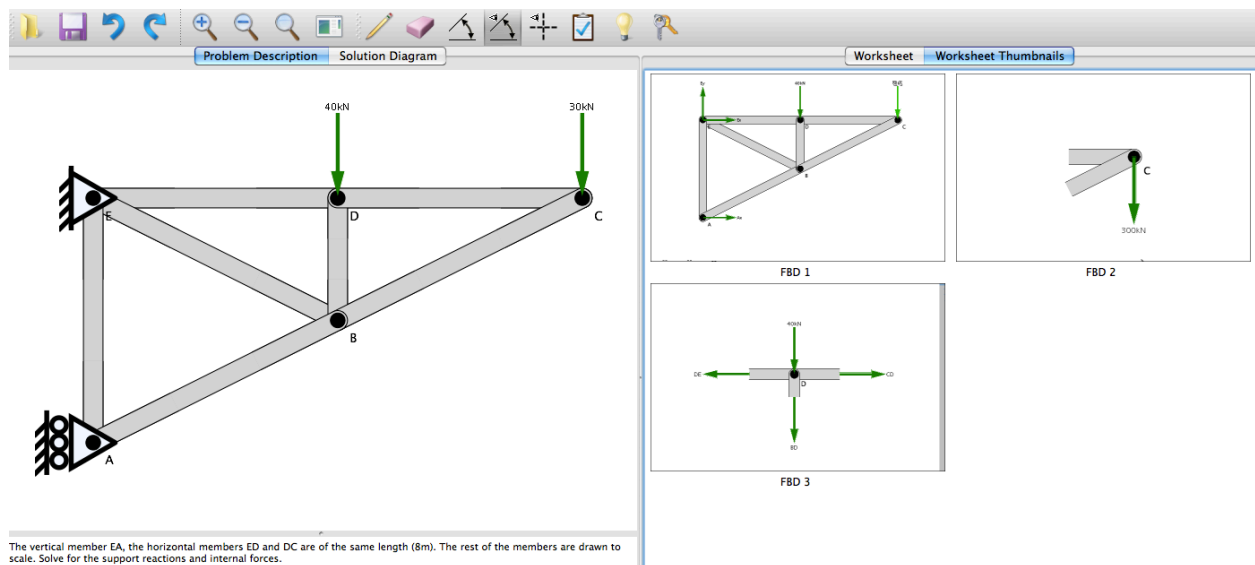 Problem Description
Solution Diagram
Worksheet
Worksheet Thumbnails
40kN
30kN
E
D
C
B
A
The vertical member EA, the horizontal members ED and DC are of the same length (8m). The rest of the members are drawn to
scale. Solve for the support reactions and internal forces.
40kN
E
D
C
B
A
FBD 1
C
300kN
FBD 2
40kN
DE
CD
D
BD
FBD 3